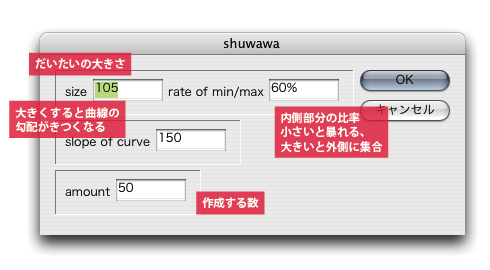 shuwawa
だいたいの大きさ
size 105 rate of min/max 60%
OK
キャンセル
大きくすると曲線の
勾配がきつくなる
内側部分の比率
小さいと暴れる、
大きいと外側に集合
slope of curve 150
amount 50
作成する数